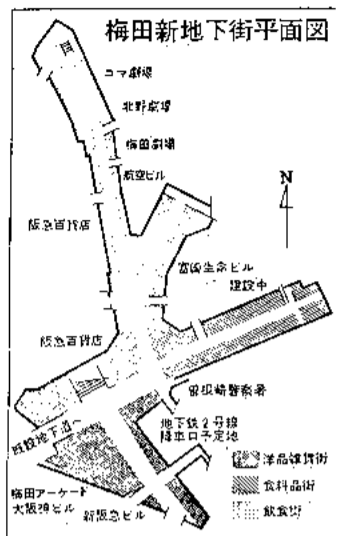 梅田新地下街平面図
コマ劇場
北野劇場
梅田劇場
航空ビル
N
阪急百貨店
富国生命ビル
建設中
阪急百貨店
曽根崎警察署
既設地下道へ
地下鉄2号線
降車口予定地
梅田アーケード
大阪神ビル
新阪急ビル
洋品雑貨街
食料品街
飲食街